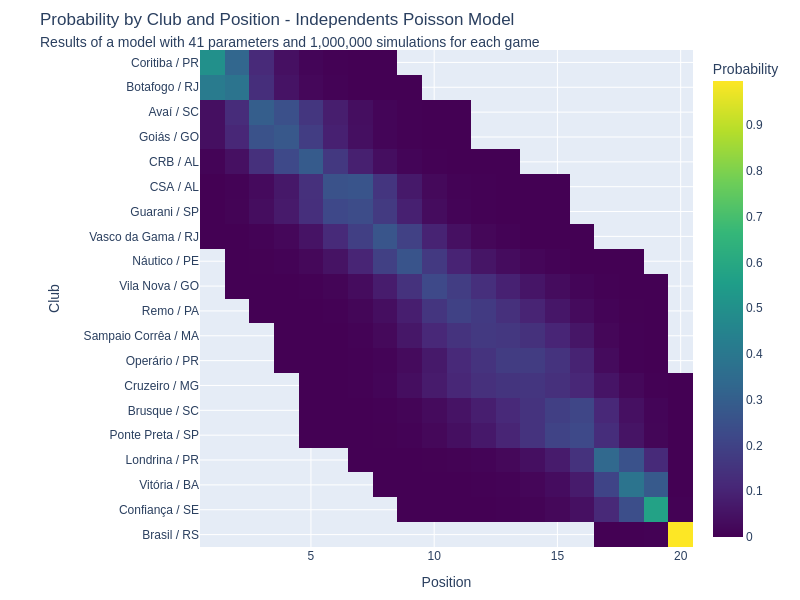 Probability by Club and Position - Independents Poisson Model
Results of a model with 41 parameters and 1,000,000 simulations for each game
Probability
Coritiba / PR
Botafogo / RJ
Avaí / SC
Goiás / GO
CRB / AL
CSA / AL
Guarani / SP
Vasco da Gama / RJ
Náutico / PE
Vila Nova / GO
Remo / PA
Sampaio Corrêa / MA
Operário / PR
Cruzeiro / MG
Brusque / SC
Ponte Preta / SP
Londrina / PR
Vitória / BA
Confiança / SE
Brasil / RS
Club
5
10
15
20
Position
0.9
0.8
0.7
0.6
0.5
0.4
0.3
0.2
0.1
0